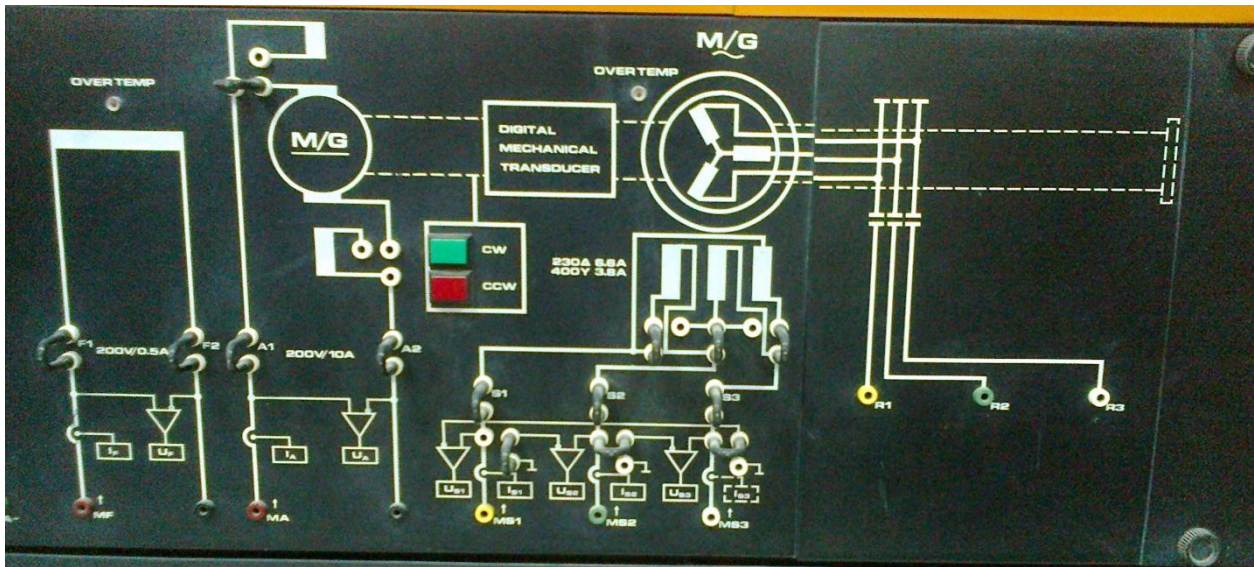 M/G
OVER TEMP
OVER TEMP
M/G
DIGITAL
MECHANICAL
TRANSDUCER
CW
CCW
230Δ 6.6A
400Y 3.8A
F1
200V/0.5A
F2
A1
200V/10A
A2
S1
S2
S3
R1
R2
R3
IF
UF
IA
UA
US1
IS1
US2
IS2
US3
IS3
MF
MA
MS1
MS2
MS3